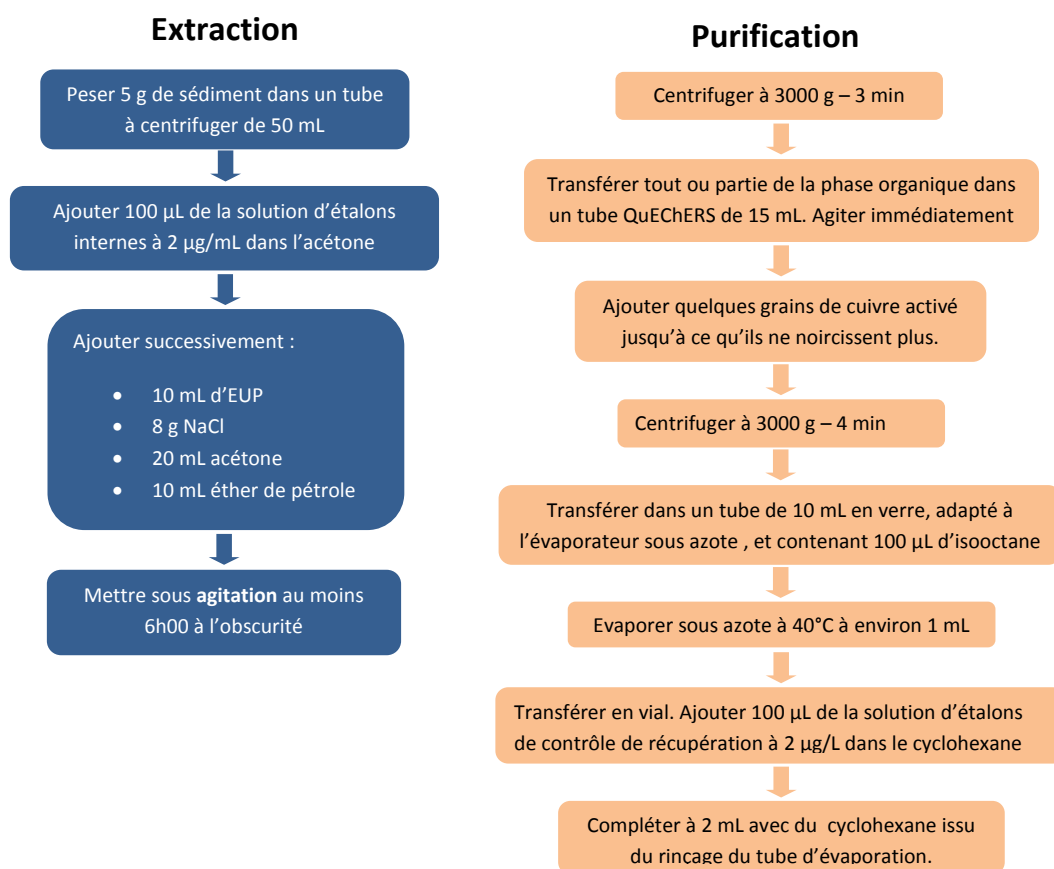 Extraction
Peser 5 g de sédiment dans un tube
à centrifuger de 50 mL
Ajouter 100 µL de la solution d’étalons
internes à 2 µg/mL dans l’acétone
Ajouter successivement :
• 10 mL d’EUP
• 8 g NaCl
• 20 mL acétone
• 10 mL éther de pétrole
Mettre sous agitation au moins
6h00 à l’obscurité
Purification
Centrifuger à 3000 g – 3 min
Transférer tout ou partie de la phase organique dans
un tube QuEChERS de 15 mL. Agiter immédiatement
Ajouter quelques grains de cuivre activé
jusqu’à ce qu’ils ne noircissent plus.
Centrifuger à 3000 g – 4 min
Transférer dans un tube de 10 mL en verre, adapté à
l’évaporateur sous azote , et contenant 100 µL d’isooctane
Evaporer sous azote à 40°C à environ 1 mL
Transférer en vial. Ajouter 100 µL de la solution d’étalons
de contrôle de récupération à 2 µg/L dans le cyclohexane
Compléter à 2 mL avec du cyclohexane issu
du rinçage du tube d’évaporation.